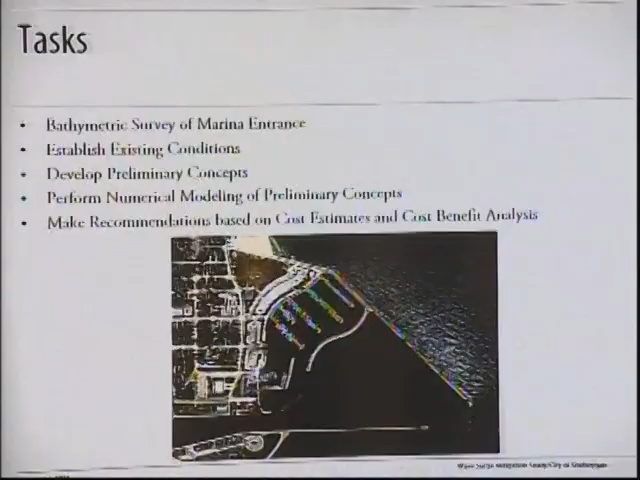 Tasks
• Bathymetric Survey of Marina Entrance
• Establish Existing Conditions
• Develop Preliminary Concepts
• Perform Numerical Modeling of Preliminary Concepts
• Make Recommendations based on Cost Estimates and Cost Benefit Analysis